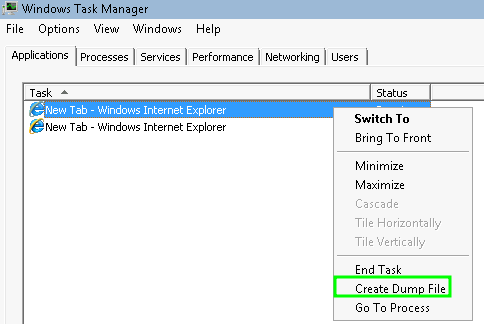 Windows Task Manager
File Options View Windows Help
Applications Processes Services Performance Networking Users
Task Status
New Tab - Windows Internet Explorer
New Tab - Windows Internet Explorer
Switch To
Bring To Front
Minimize
Maximize
Cascade
Tile Horizontally
Tile Vertically
End Task
Create Dump File
Go To Process